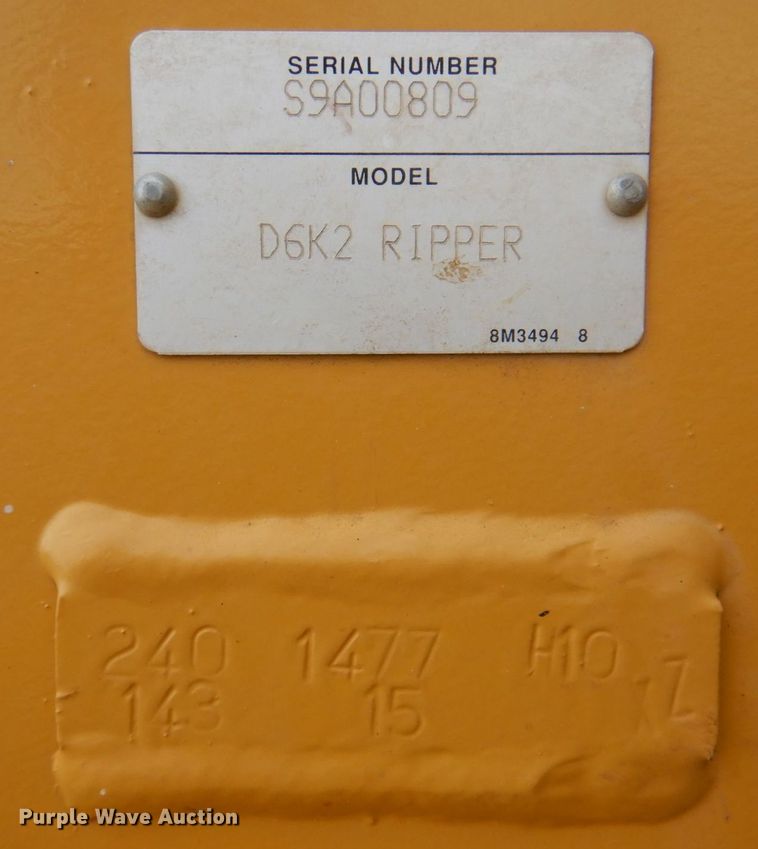 SERIAL NUMBER
S9A00809
MODEL
D6K2 RIPPER
8M3494 8
240 1477 H10
143 15
Purple Wave Auction